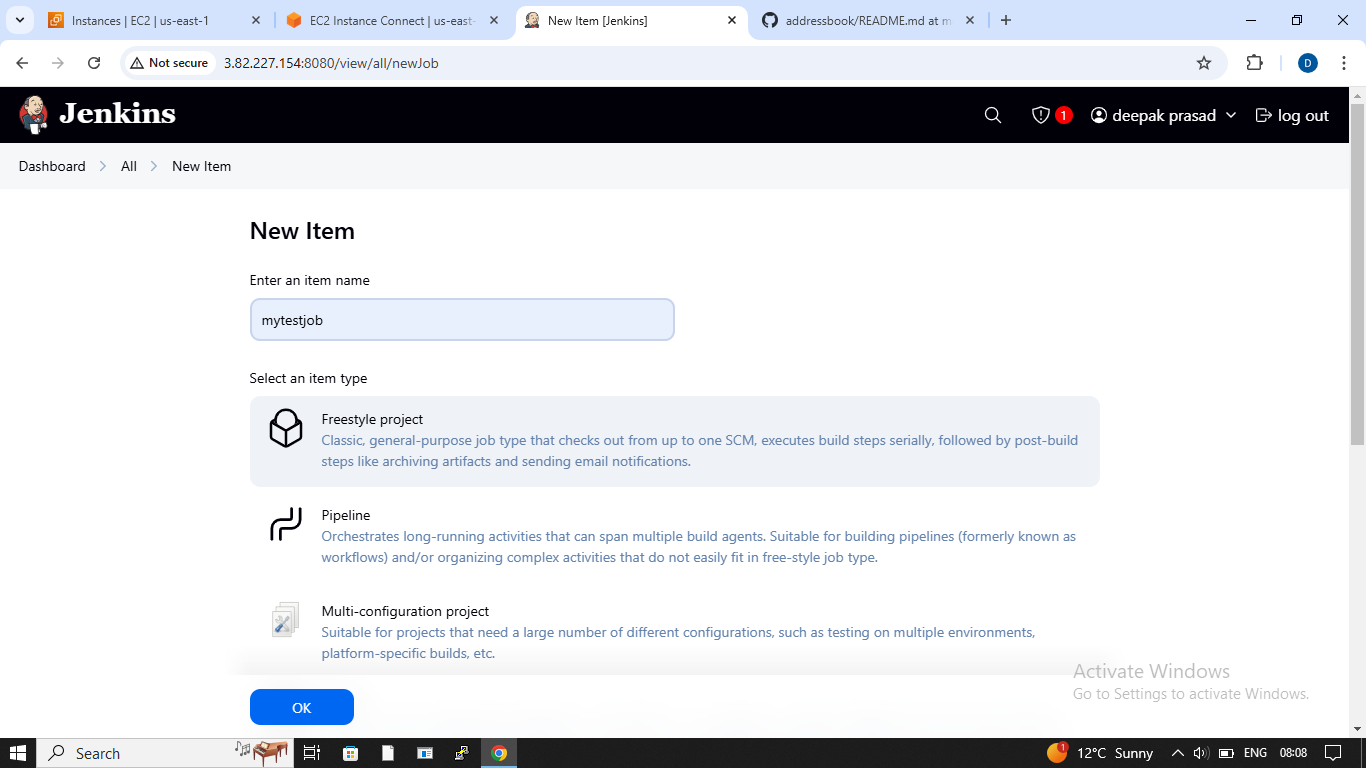 Instances | EC2 | us-east-1
EC2 Instance Connect | us-east-
New Item [Jenkins]
addressbook/README.md at m
Not secure
3.82.227.154:8080/view/all/newJob
D
Jenkins
1
deepak prasad
log out
Dashboard
All
New Item
New Item
Enter an item name
mytestjob
Select an item type
Freestyle project
Classic, general-purpose job type that checks out from up to one SCM, executes build steps serially, followed by post-build
steps like archiving artifacts and sending email notifications.
Pipeline
Orchestrates long-running activities that can span multiple build agents. Suitable for building pipelines (formerly known as
workflows) and/or organizing complex activities that do not easily fit in free-style job type.
Multi-configuration project
Suitable for projects that need a large number of different configurations, such as testing on multiple environments,
platform-specific builds, etc.
OK
Activate Windows
Go to Settings to activate Windows.
Search
1
12°C Sunny
ENG
08:08